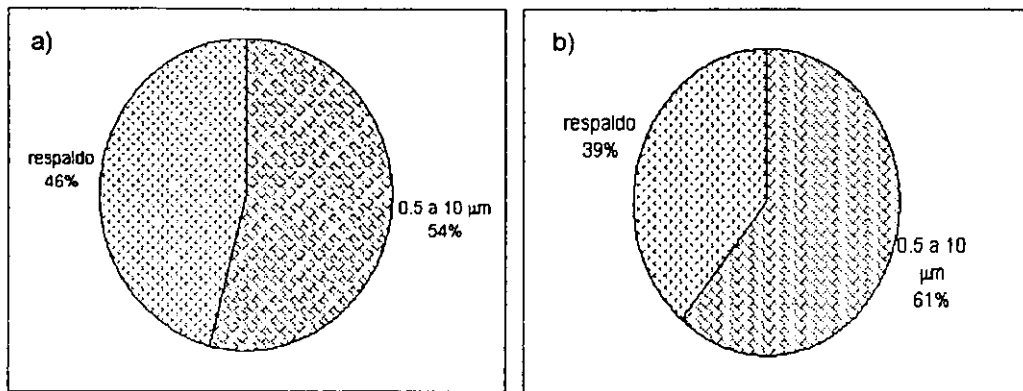 a)
respaldo
46%
0.5 a 10 µm
54%
b)
respaldo
39%
0.5 a 10
µm
61%